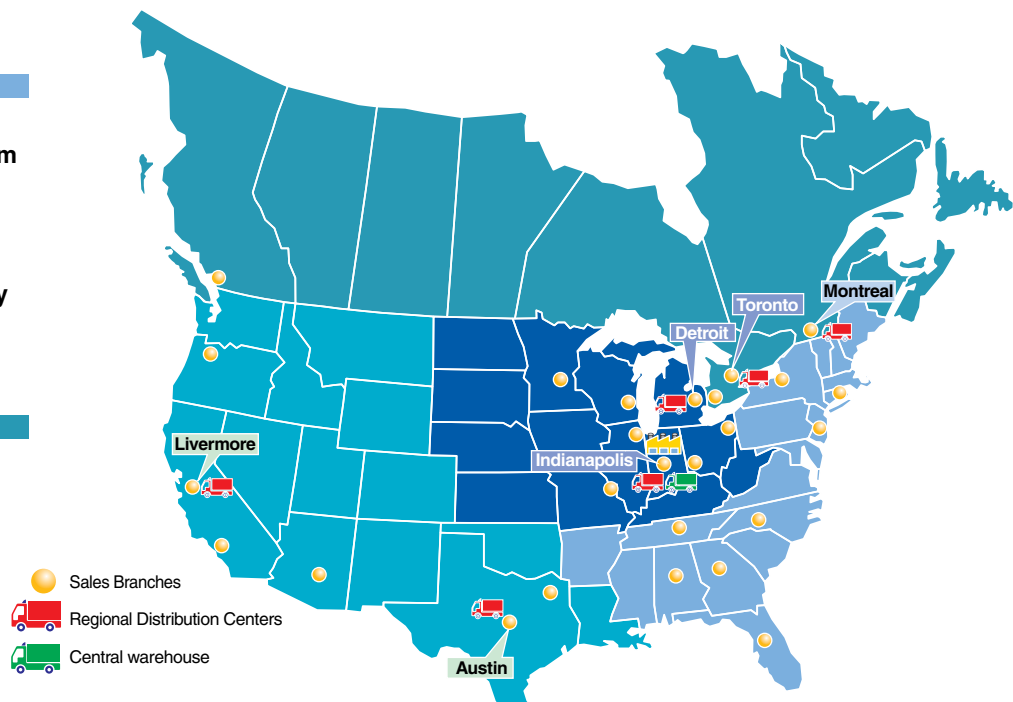 m
y
Montreal
Toronto
Detroit
Livermore
Indianapolis
Sales Branches
Regional Distribution Centers
Central warehouse
Austin